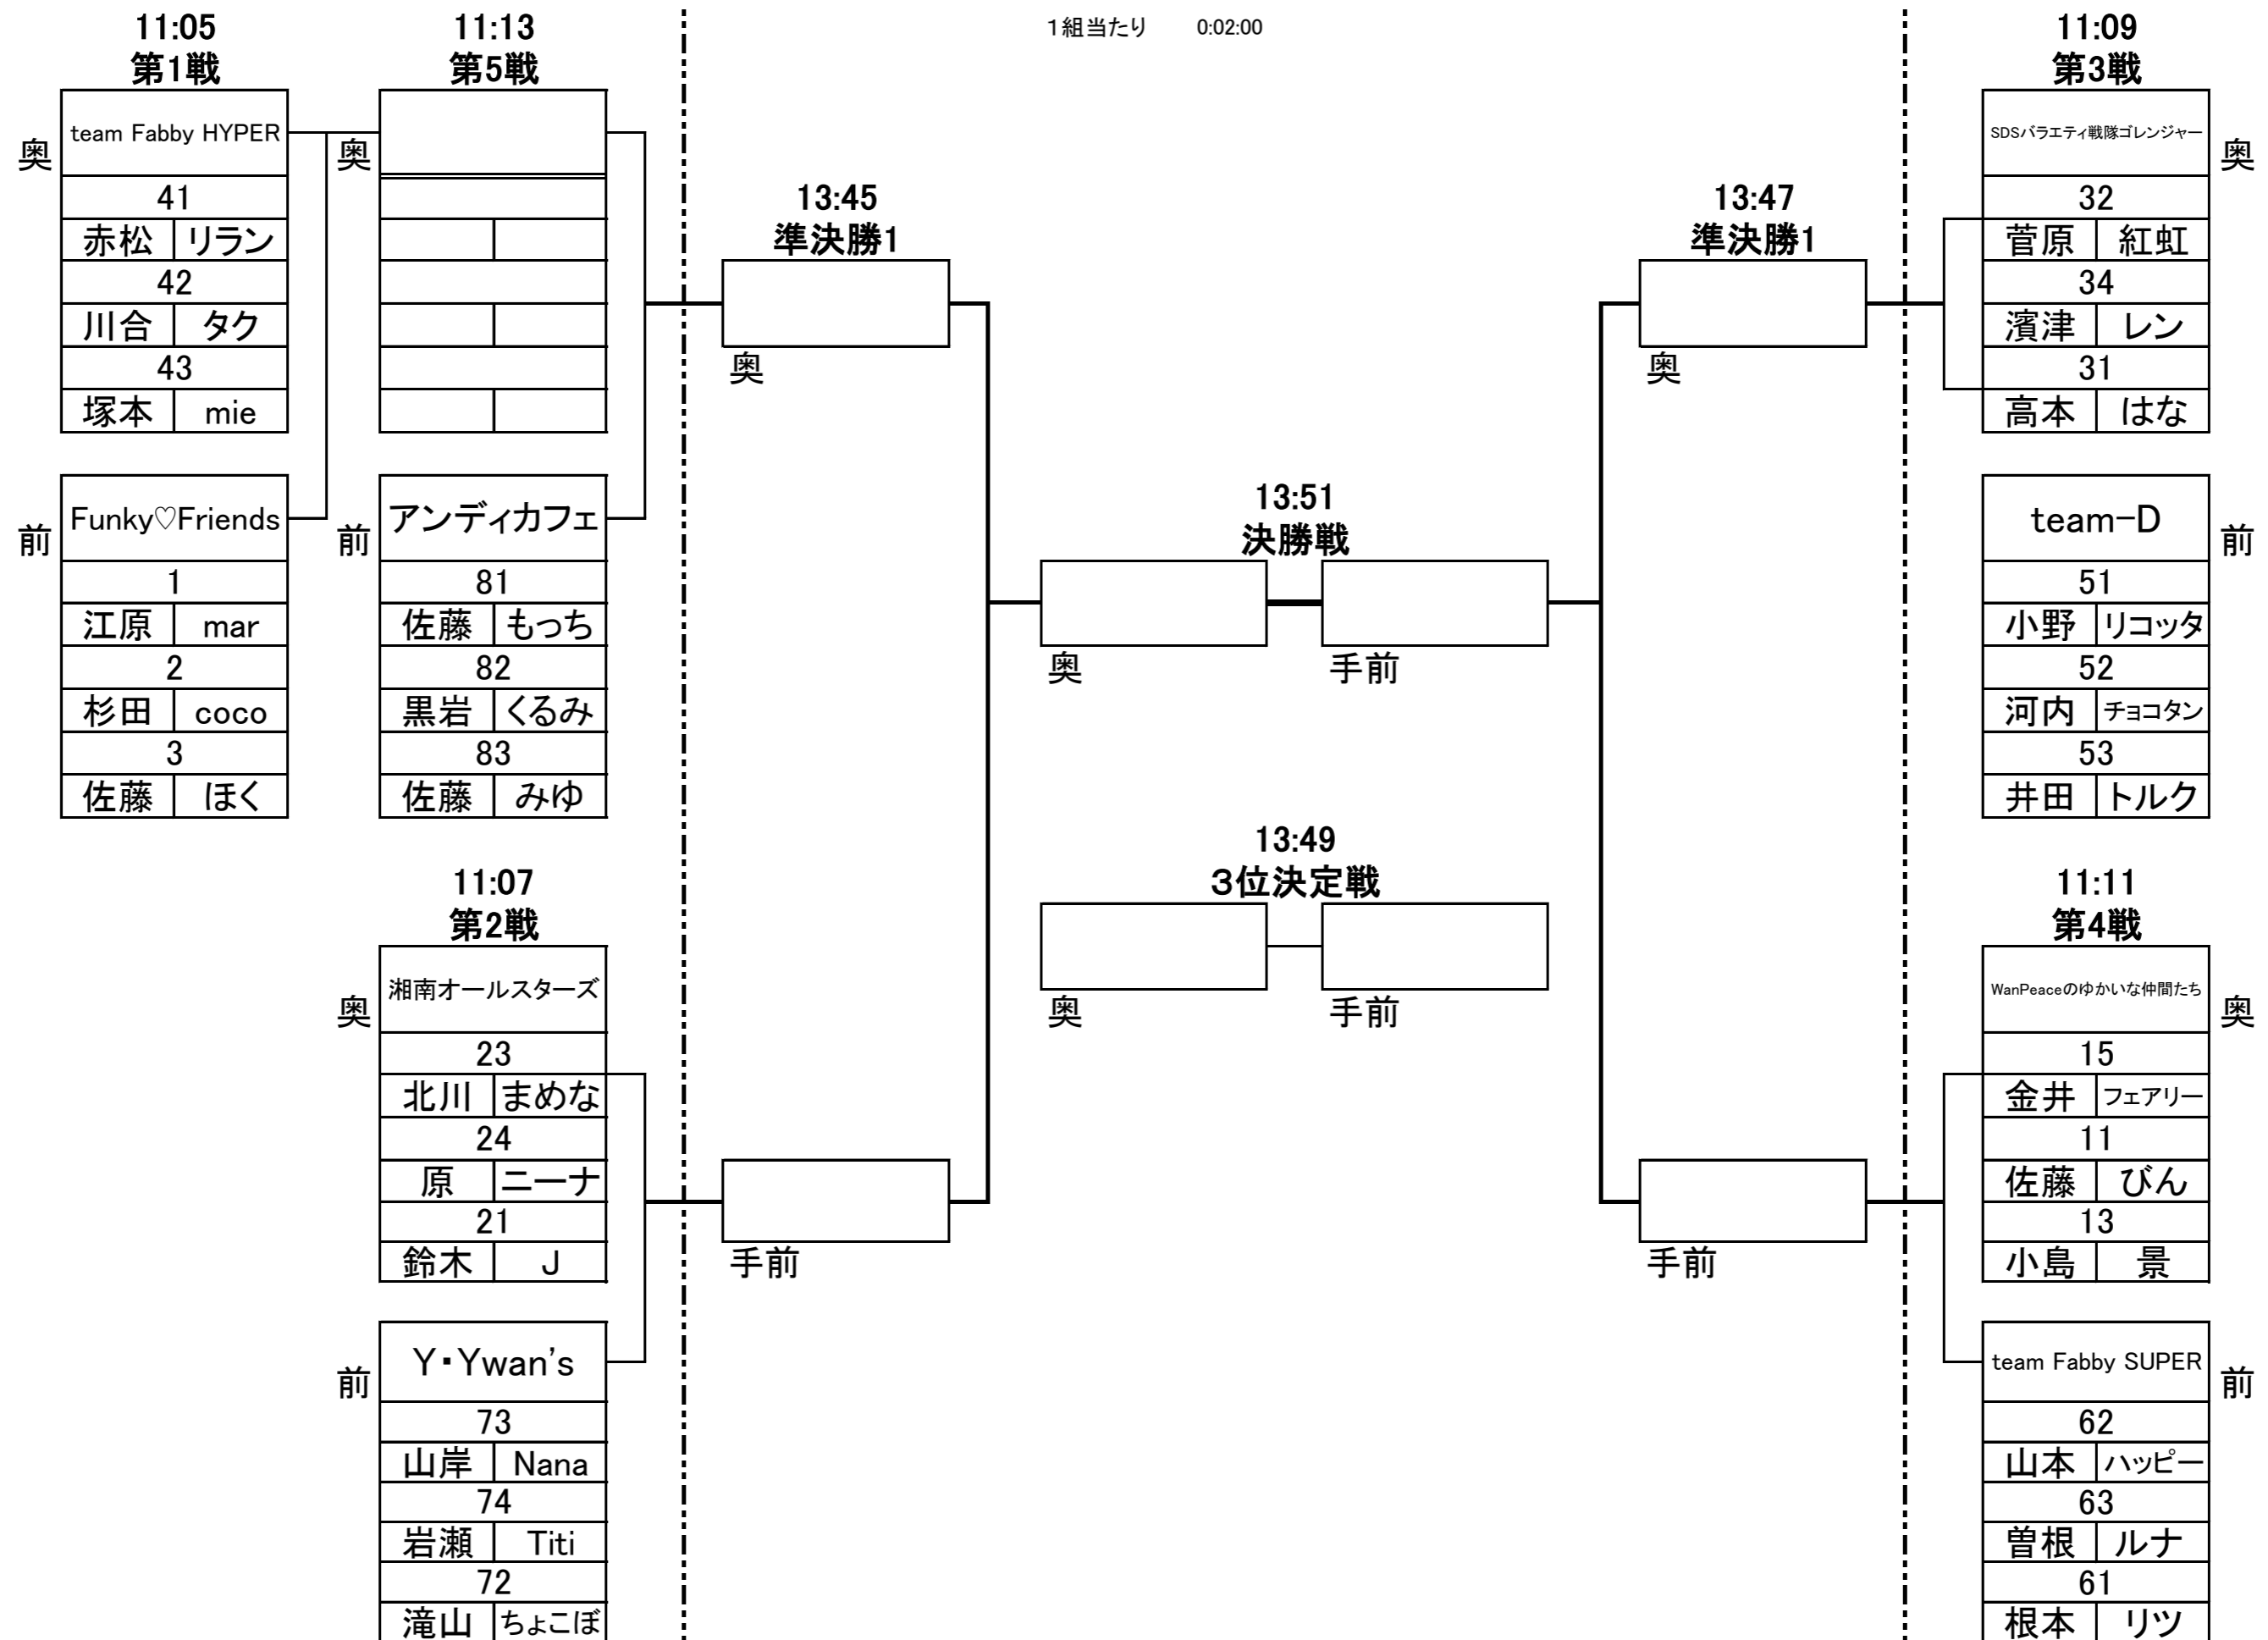 11:05
第1戦
奥
team Fabby HYPER
41
赤松 リラン
42
川合 タク
43
塚本 mie
前
Funky♡Friends
1
江原 mar
2
杉田 coco
3
佐藤 ほく
11:13
第5戦
奥
前
アンディカフェ
81
佐藤 もっち
82
黒岩 くるみ
83
佐藤 みゆ
11:07
第2戦
奥
湘南オールスターズ
23
北川 まめな
24
原 ニーナ
21
鈴木 J
前
Y・Ywan's
73
山岸 Nana
74
岩瀬 Titi
72
滝山 ちょこぼ
1組当たり 0:02:00
13:45
準決勝1
奥
手前
13:51
決勝戦
奥 手前
13:49
3位決定戦
奥 手前
13:47
準決勝1
奥
手前
11:09
第3戦
SDSバラエティ戦隊ゴレンジャー
奥
32
菅原 紅虹
34
濱津 レン
31
高本 はな
team-D
前
51
小野 リコッタ
52
河内 チョコタン
53
井田 トルク
11:11
第4戦
WanPeaceのゆかいな仲間たち
奥
15
金井 フェアリー
11
佐藤 びん
13
小島 景
team Fabby SUPER
前
62
山本 ハッピー
63
曽根 ルナ
61
根本 リツ